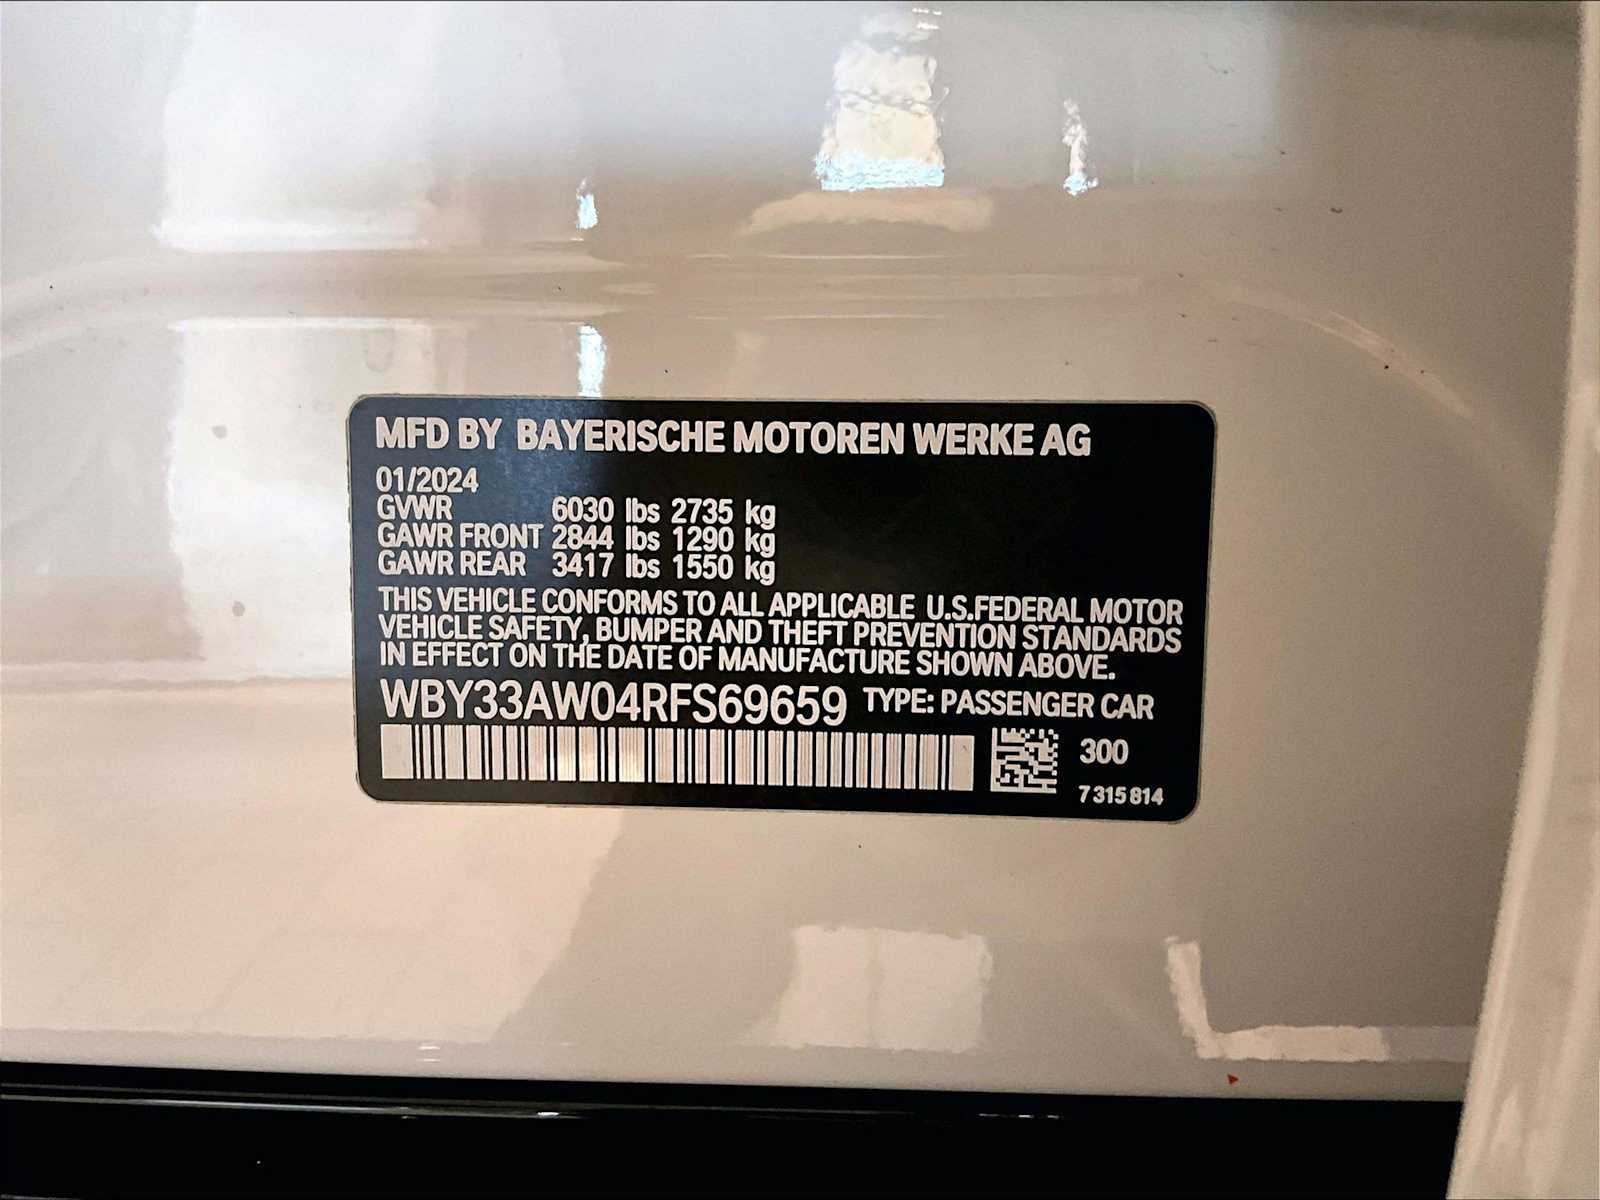 MFD BY BAYERISCHE MOTOREN WERKE AG
01/2024
GVWR 6030 lbs 2735 kg
GAWR FRONT 2844 lbs 1290 kg
GAWR REAR 3417 lbs 1550 kg
THIS VEHICLE CONFORMS TO ALL APPLICABLE U.S.FEDERAL MOTOR
VEHICLE SAFETY, BUMPER AND THEFT PREVENTION STANDARDS
IN EFFECT ON THE DATE OF MANUFACTURE SHOWN ABOVE.
WBY33AW04RFS69659 TYPE: PASSENGER CAR
300
7 315 814